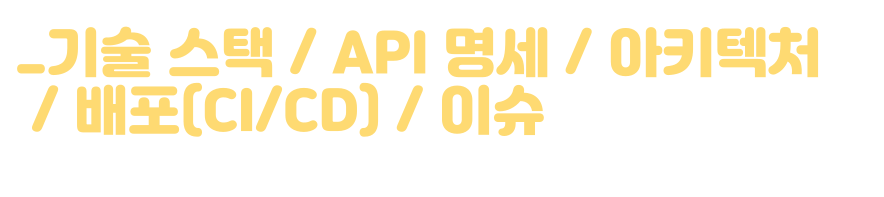 _기술 스택 / API 명세 / 아키텍처
/ 배포(CI/CD) / 이슈